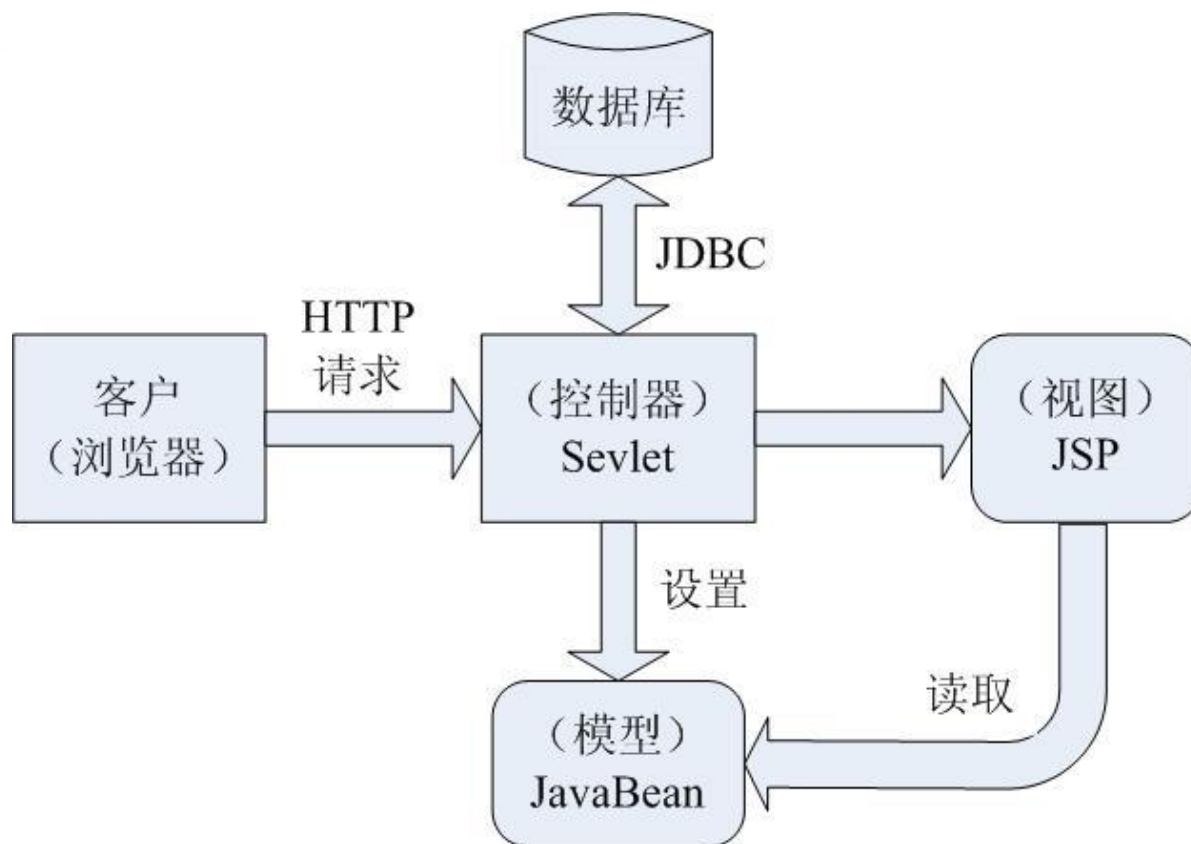 数据库
JDBC
HTTP
请求
客户
（浏览器）
（控制器）
Sevlet
（视图）
JSP
设置
读取
（模型）
JavaBean